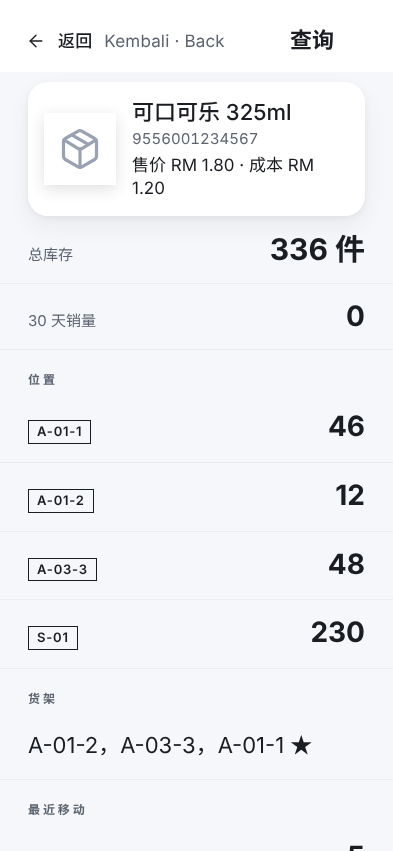 ← 返回 Kembali · Back 查询
可口可乐 325ml
9556001234567
售价 RM 1.80 · 成本 RM
1.20
总库存 336 件
30 天销量 0
位置
A-01-1 46
A-01-2 12
A-03-3 48
S-01 230
货架
A-01-2，A-03-3，A-01-1 ★
最近移动